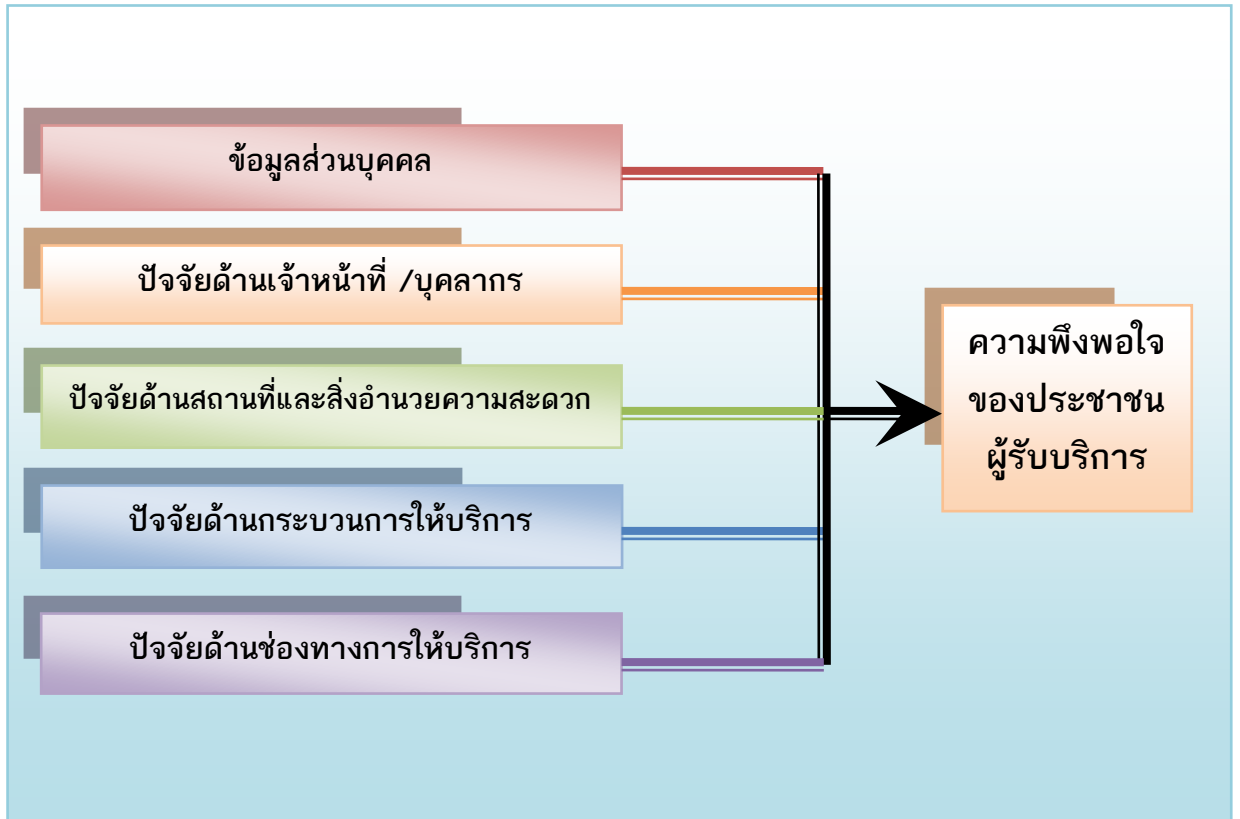 ข้อมูลส่วนบุคคล
ปัจจัยด้านเจ้าหน้าที่ /บุคลากร
ปัจจัยด้านสถานที่และสิ่งอำนวยความสะดวก
ปัจจัยด้านกระบวนการให้บริการ
ปัจจัยด้านช่องทางการให้บริการ
ความพึงพอใจ
ของประชาชน
ผู้รับบริการ